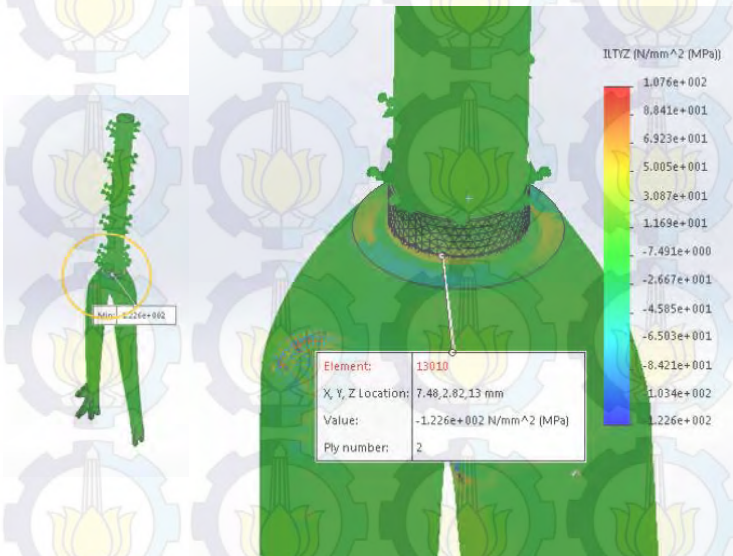 ILTYZ (N/mm^2 (MPa))
1.076e+002
8.841e+001
6.923e+001
5.005e+001
3.087e+001
1.169e+001
-7.491e+000
-2.667e+001
-4.585e+001
-6.503e+001
-8.421e+001
-1.034e+002
-1.226e+002
Min: -1.226e+002
Element: 13010
X, Y, Z Location: 7.48,2.82,13 mm
Value: -1.226e+002 N/mm^2 (MPa)
Ply number: 2